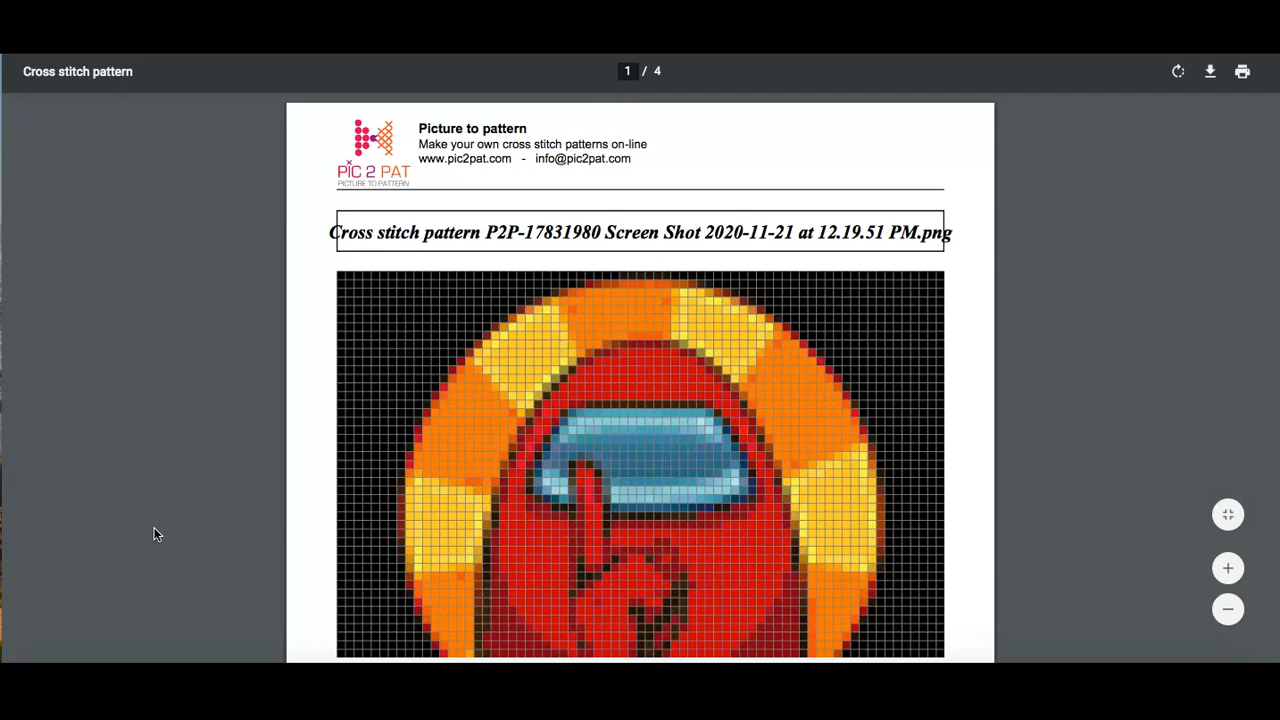 Cross stitch pattern
1 / 4
Picture to pattern
Make your own cross stitch patterns on-line
www.pic2pat.com - info@pic2pat.com
PIC 2 PAT
PICTURE TO PATTERN
Cross stitch pattern P2P-17831980 Screen Shot 2020-11-21 at 12.19.51 PM.png